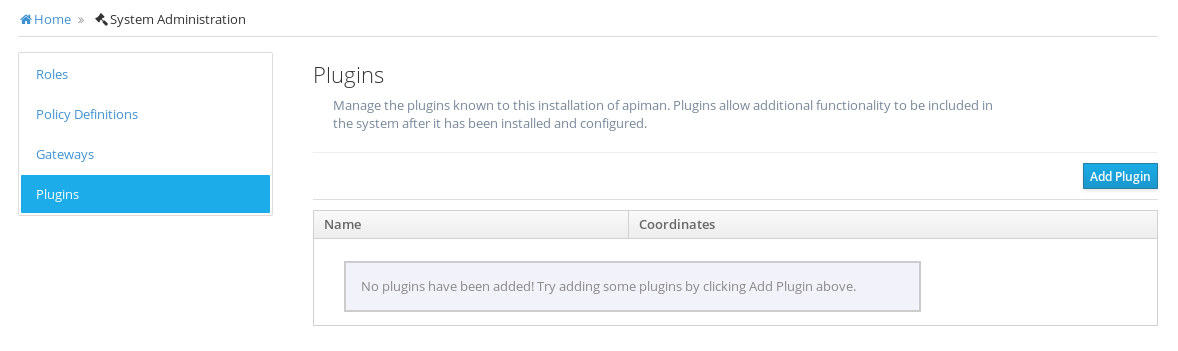 Home » System Administration
Roles
Policy Definitions
Gateways
Plugins
Plugins
Manage the plugins known to this installation of apiman. Plugins allow additional functionality to be included in
the system after it has been installed and configured.
Add Plugin
Name Coordinates
No plugins have been added! Try adding some plugins by clicking Add Plugin above.